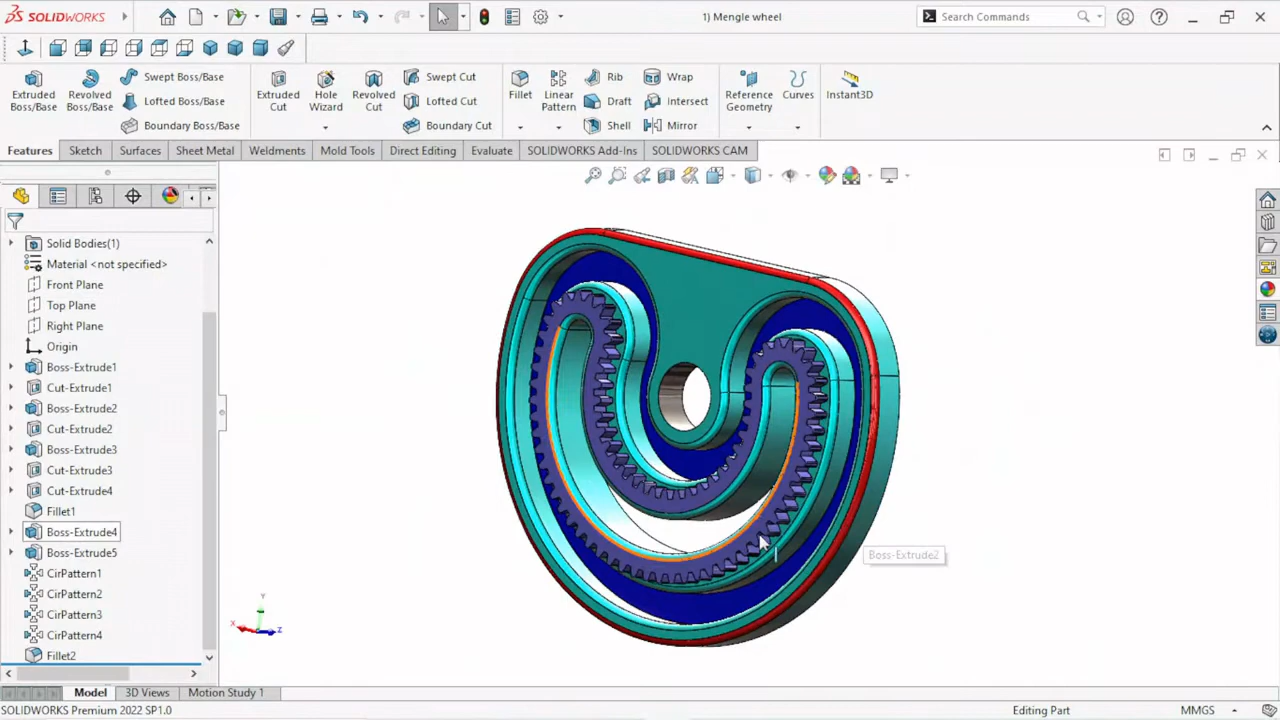 SOLIDWORKS
1) Mengle wheel
Search Commands
Extruded Boss/Base
Revolved Boss/Base
Swept Boss/Base
Lofted Boss/Base
Boundary Boss/Base
Extruded Cut
Hole Wizard
Revolved Cut
Swept Cut
Lofted Cut
Boundary Cut
Fillet
Linear Pattern
Rib
Draft
Shell
Wrap
Intersect
Mirror
Reference Geometry
Curves
Instant3D
Features
Sketch
Surfaces
Sheet Metal
Weldments
Mold Tools
Direct Editing
Evaluate
SOLIDWORKS Add-Ins
SOLIDWORKS CAM
Solid Bodies(1)
Material <not specified>
Front Plane
Top Plane
Right Plane
Origin
Boss-Extrude1
Cut-Extrude1
Boss-Extrude2
Cut-Extrude2
Boss-Extrude3
Cut-Extrude3
Cut-Extrude4
Fillet1
Boss-Extrude4
Boss-Extrude5
CirPattern1
CirPattern2
CirPattern3
CirPattern4
Fillet2
Boss-Extrude2
Y
X
Z
Model
3D Views
Motion Study 1
SOLIDWORKS Premium 2022 SP1.0
Editing Part
MMGS